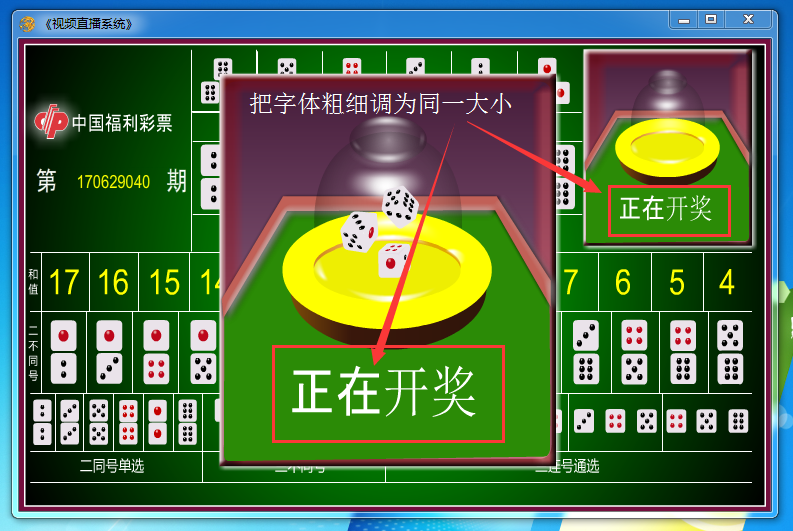 《视频直播系统》
把字体粗细调为同一大小
中国福利彩票
第 170629040 期
正在开奖
和值 17 16 15 14 7 6 5 4
二不同号
正在开奖
二同号单选
三连号通选